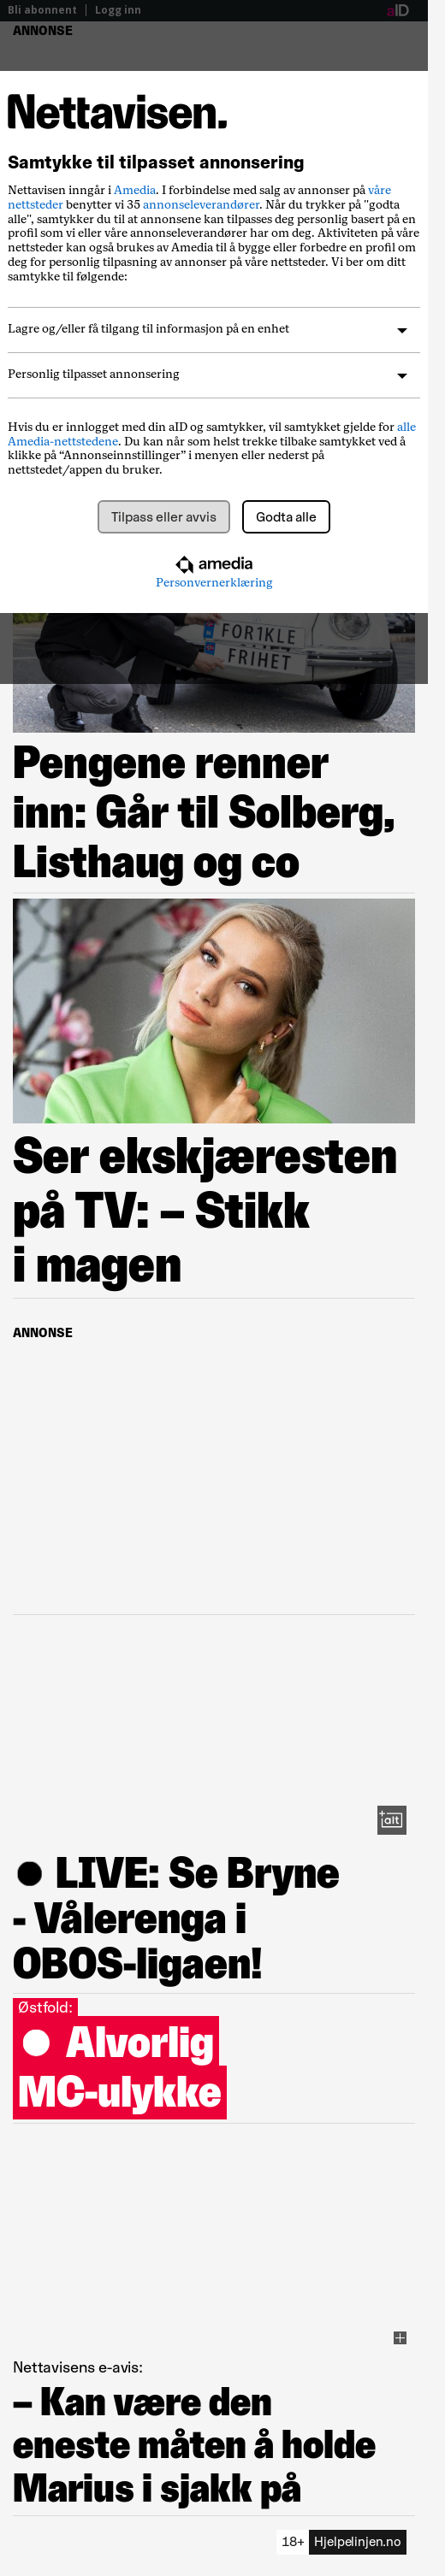 Bli abonnent | Logg inn
aID
ANNONSE
Nettavisen.
Samtykke til tilpasset annonsering
Nettavisen inngår i Amedia. I forbindelse med salg av annonser på våre
nettsteder benytter vi 35 annonseleverandører. Når du trykker på "godta
alle", samtykker du til at annonsene kan tilpasses deg personlig basert på en
profil som vi eller våre annonseleverandører har om deg. Aktiviteten på våre
nettsteder kan også brukes av Amedia til å bygge eller forbedre en profil om
deg for personlig tilpasning av annonser på våre nettsteder. Vi ber om ditt
samtykke til følgende:
Lagre og/eller få tilgang til informasjon på en enhet
Personlig tilpasset annonsering
Hvis du er innlogget med din aID og samtykker, vil samtykket gjelde for alle
Amedia-nettstedene. Du kan når som helst trekke tilbake samtykket ved å
klikke på “Annonseinnstillinger” i menyen eller nederst på
nettstedet/appen du bruker.
Tilpass eller avvis
Godta alle
amedia
Personvernerklæring
FOR1KLE
FRIHET
Pengene renner
inn: Går til Solberg,
Listhaug og co
Ser ekskjæresten
på TV: – Stikk
i magen
ANNONSE
+alt
● LIVE: Se Bryne
- Vålerenga i
OBOS-ligaen!
Østfold:
● Alvorlig
MC-ulykke
Nettavisens e-avis:
– Kan være den
eneste måten å holde
Marius i sjakk på
18+ Hjelpelinjen.no